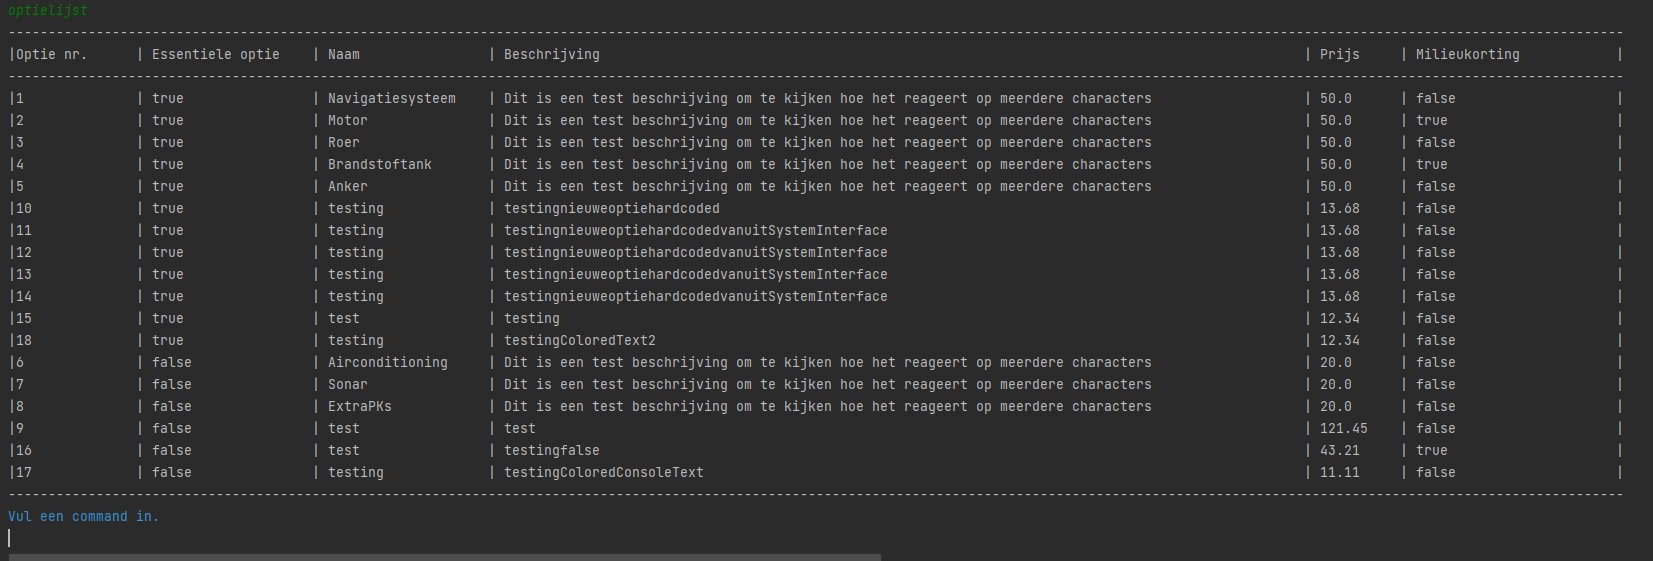 optielijst
|Optie nr. | Essentiele optie | Naam | Beschrijving | Prijs | Milieukorting |
|1 | true | Navigatiesysteem | Dit is een test beschrijving om te kijken hoe het reageert op meerdere characters | 50.0 | false |
|2 | true | Motor | Dit is een test beschrijving om te kijken hoe het reageert op meerdere characters | 50.0 | true |
|3 | true | Roer | Dit is een test beschrijving om te kijken hoe het reageert op meerdere characters | 50.0 | false |
|4 | true | Brandstoftank | Dit is een test beschrijving om te kijken hoe het reageert op meerdere characters | 50.0 | true |
|5 | true | Anker | Dit is een test beschrijving om te kijken hoe het reageert op meerdere characters | 50.0 | false |
|10 | true | testing | testingnieuweoptiehardcoded | 13.68 | false |
|11 | true | testing | testingnieuweoptiehardcodedvanuitSystemInterface | 13.68 | false |
|12 | true | testing | testingnieuweoptiehardcodedvanuitSystemInterface | 13.68 | false |
|13 | true | testing | testingnieuweoptiehardcodedvanuitSystemInterface | 13.68 | false |
|14 | true | testing | testingnieuweoptiehardcodedvanuitSystemInterface | 13.68 | false |
|15 | true | test | testing | 12.34 | false |
|18 | true | testing | testingColoredText2 | 12.34 | false |
|6 | false | Airconditioning | Dit is een test beschrijving om te kijken hoe het reageert op meerdere characters | 20.0 | false |
|7 | false | Sonar | Dit is een test beschrijving om te kijken hoe het reageert op meerdere characters | 20.0 | false |
|8 | false | ExtraPKs | Dit is een test beschrijving om te kijken hoe het reageert op meerdere characters | 20.0 | false |
|9 | false | test | test | 121.45 | false |
|16 | false | test | testingfalse | 43.21 | true |
|17 | false | testing | testingColoredConsoleText | 11.11 | false |
Vul een command in.